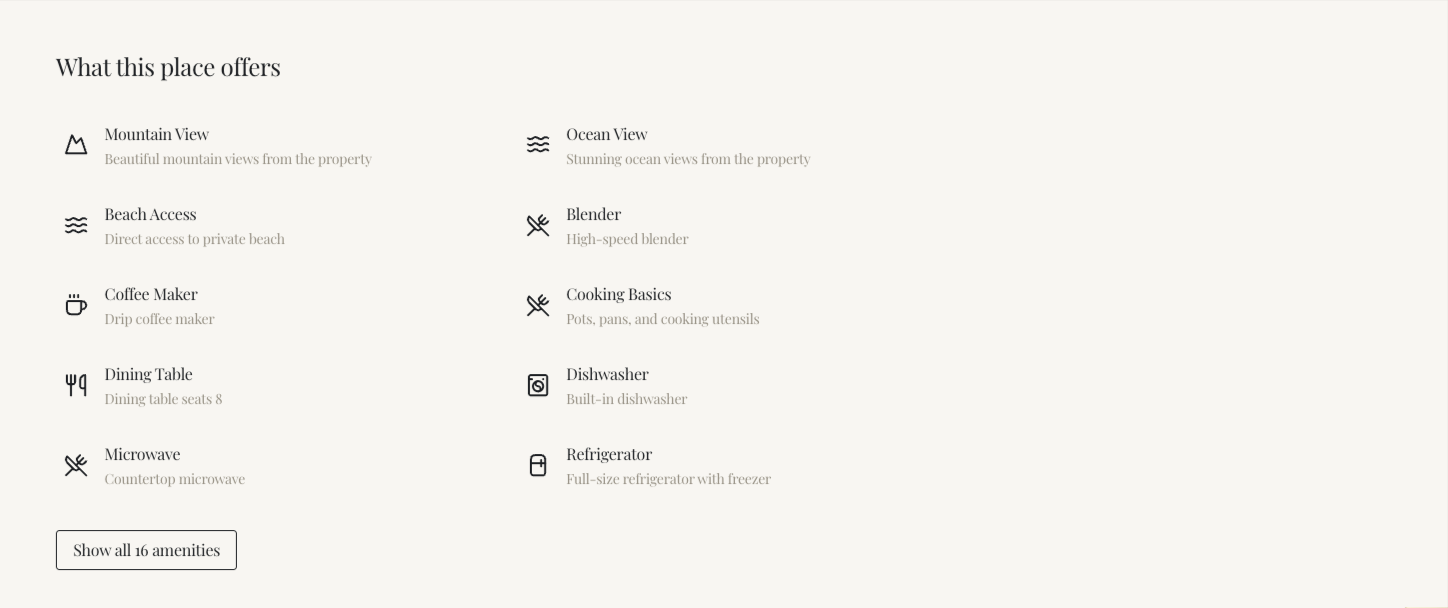 What this place offers
Mountain View
Beautiful mountain views from the property
Ocean View
Stunning ocean views from the property
Beach Access
Direct access to private beach
Blender
High-speed blender
Coffee Maker
Drip coffee maker
Cooking Basics
Pots, pans, and cooking utensils
Dining Table
Dining table seats 8
Dishwasher
Built-in dishwasher
Microwave
Countertop microwave
Refrigerator
Full-size refrigerator with freezer
Show all 16 amenities